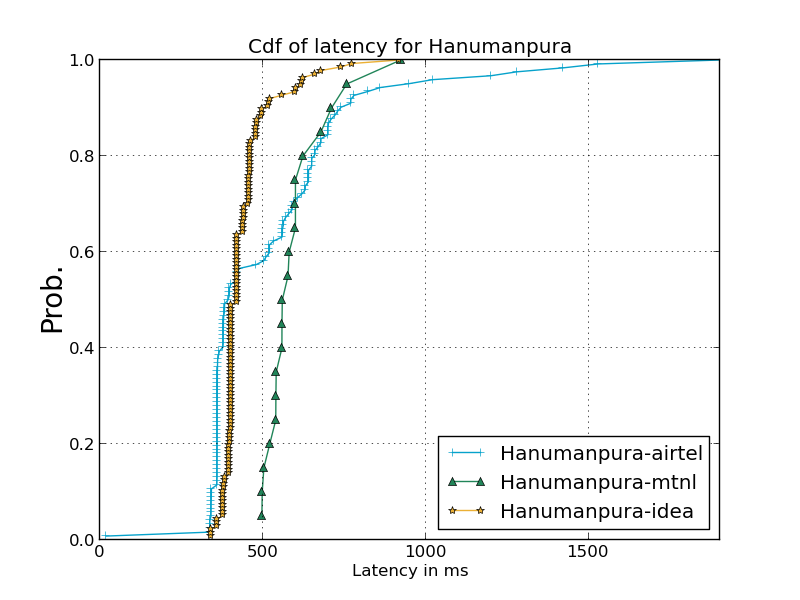 Cdf of latency for Hanumanpura
1.0
0.8
0.6
0.4
0.2
0.0
Prob.
Hanumanpura-airtel
Hanumanpura-mtnl
Hanumanpura-idea
0
500
1000
1500
Latency in ms